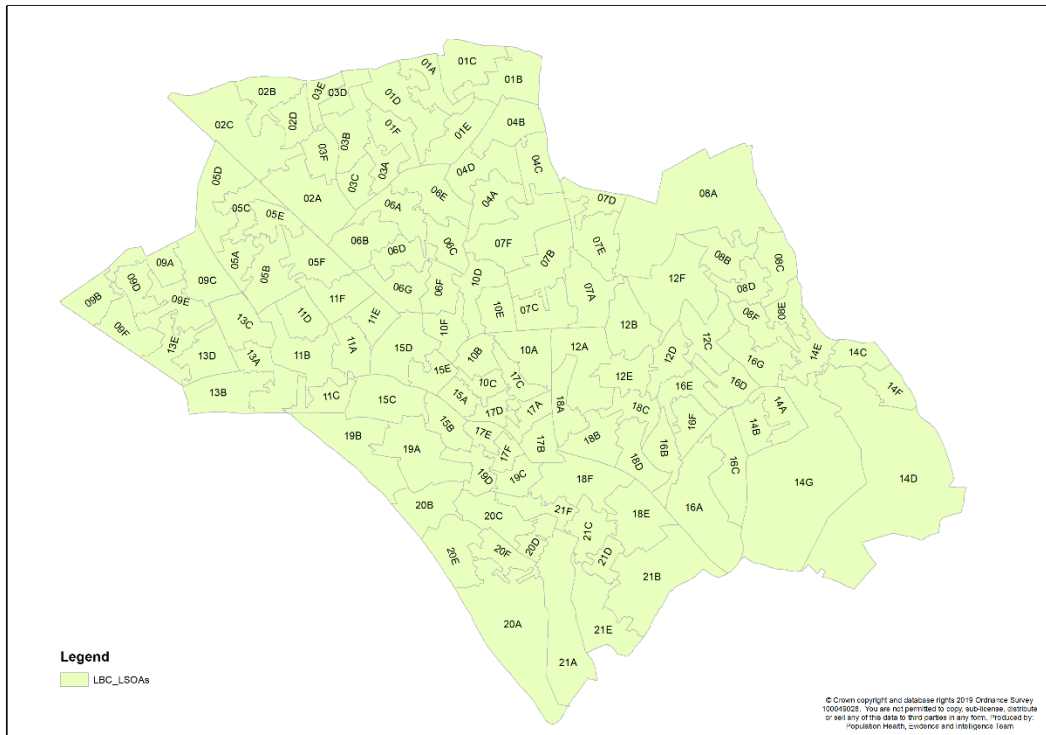 01A
01C
01B
02B
03E
03D
01D
02C
02D
03B
01F
01E
04B
03F
03C
03A
04D
04C
05D
02A
06E
04A
07D
08A
05C
05E
06A
06B
06D
06C
07F
07B
07E
08B
08C
09A
09D
09C
05A
05B
05F
06G
06F
10D
07A
12F
08D
08E
09B
09E
11F
10E
07C
08F
09F
13E
13C
11D
11E
10F
12B
12C
13D
13A
11B
11A
15D
10B
10A
12A
12D
16G
14E
14C
15E
12E
16E
16D
14F
13B
11C
15C
15A
10C
17C
17D
17A
18A
18C
16F
14A
14B
19B
15B
17E
17F
17B
18B
18D
16B
19A
19D
19C
18F
16C
14G
14D
20B
20C
21F
21C
18E
16A
20E
20F
20D
21D
21B
20A
21E
21A
Legend
LBC_LSOAs
© Crown copyright and database rights 2019 Ordnance Survey
100049028. You are not permitted to copy, sub-license, distribute
or sell any of this data to third parties in any form. Produced by:
Population Health, Evidence and Intelligence Team